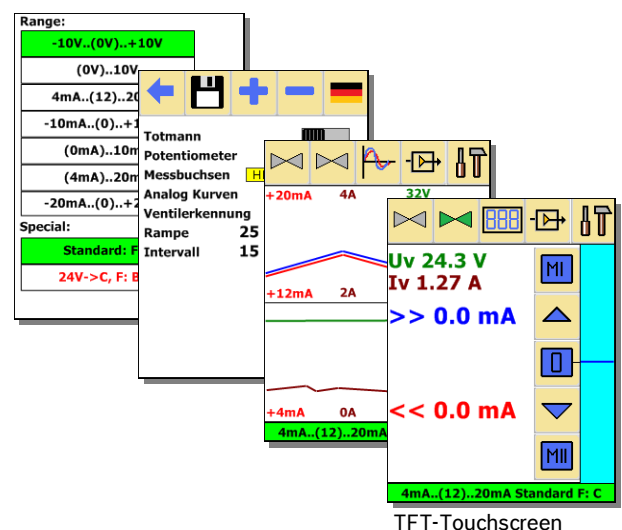 Range:
-10V..(0V)..+10V
(0V)..10V
4mA..(12)..20
-10mA..(0)..+1
(0mA)..10m
(4mA)..20m
-20mA..(0)..+2
Special:
Standard: F
24V->C, F: B
Totmann
Potentiometer
Messbuchsen H
Analog Kurven
Ventilerkennung
Rampe 25
Intervall 15
+20mA 4A 32V
+12mA 2A
+4mA 0A
4mA..(12)..20mA
Uv 24.3 V
Iv 1.27 A
>> 0.0 mA
<< 0.0 mA
MI
0
MII
4mA..(12)..20mA Standard F: C
TFT-Touchscreen